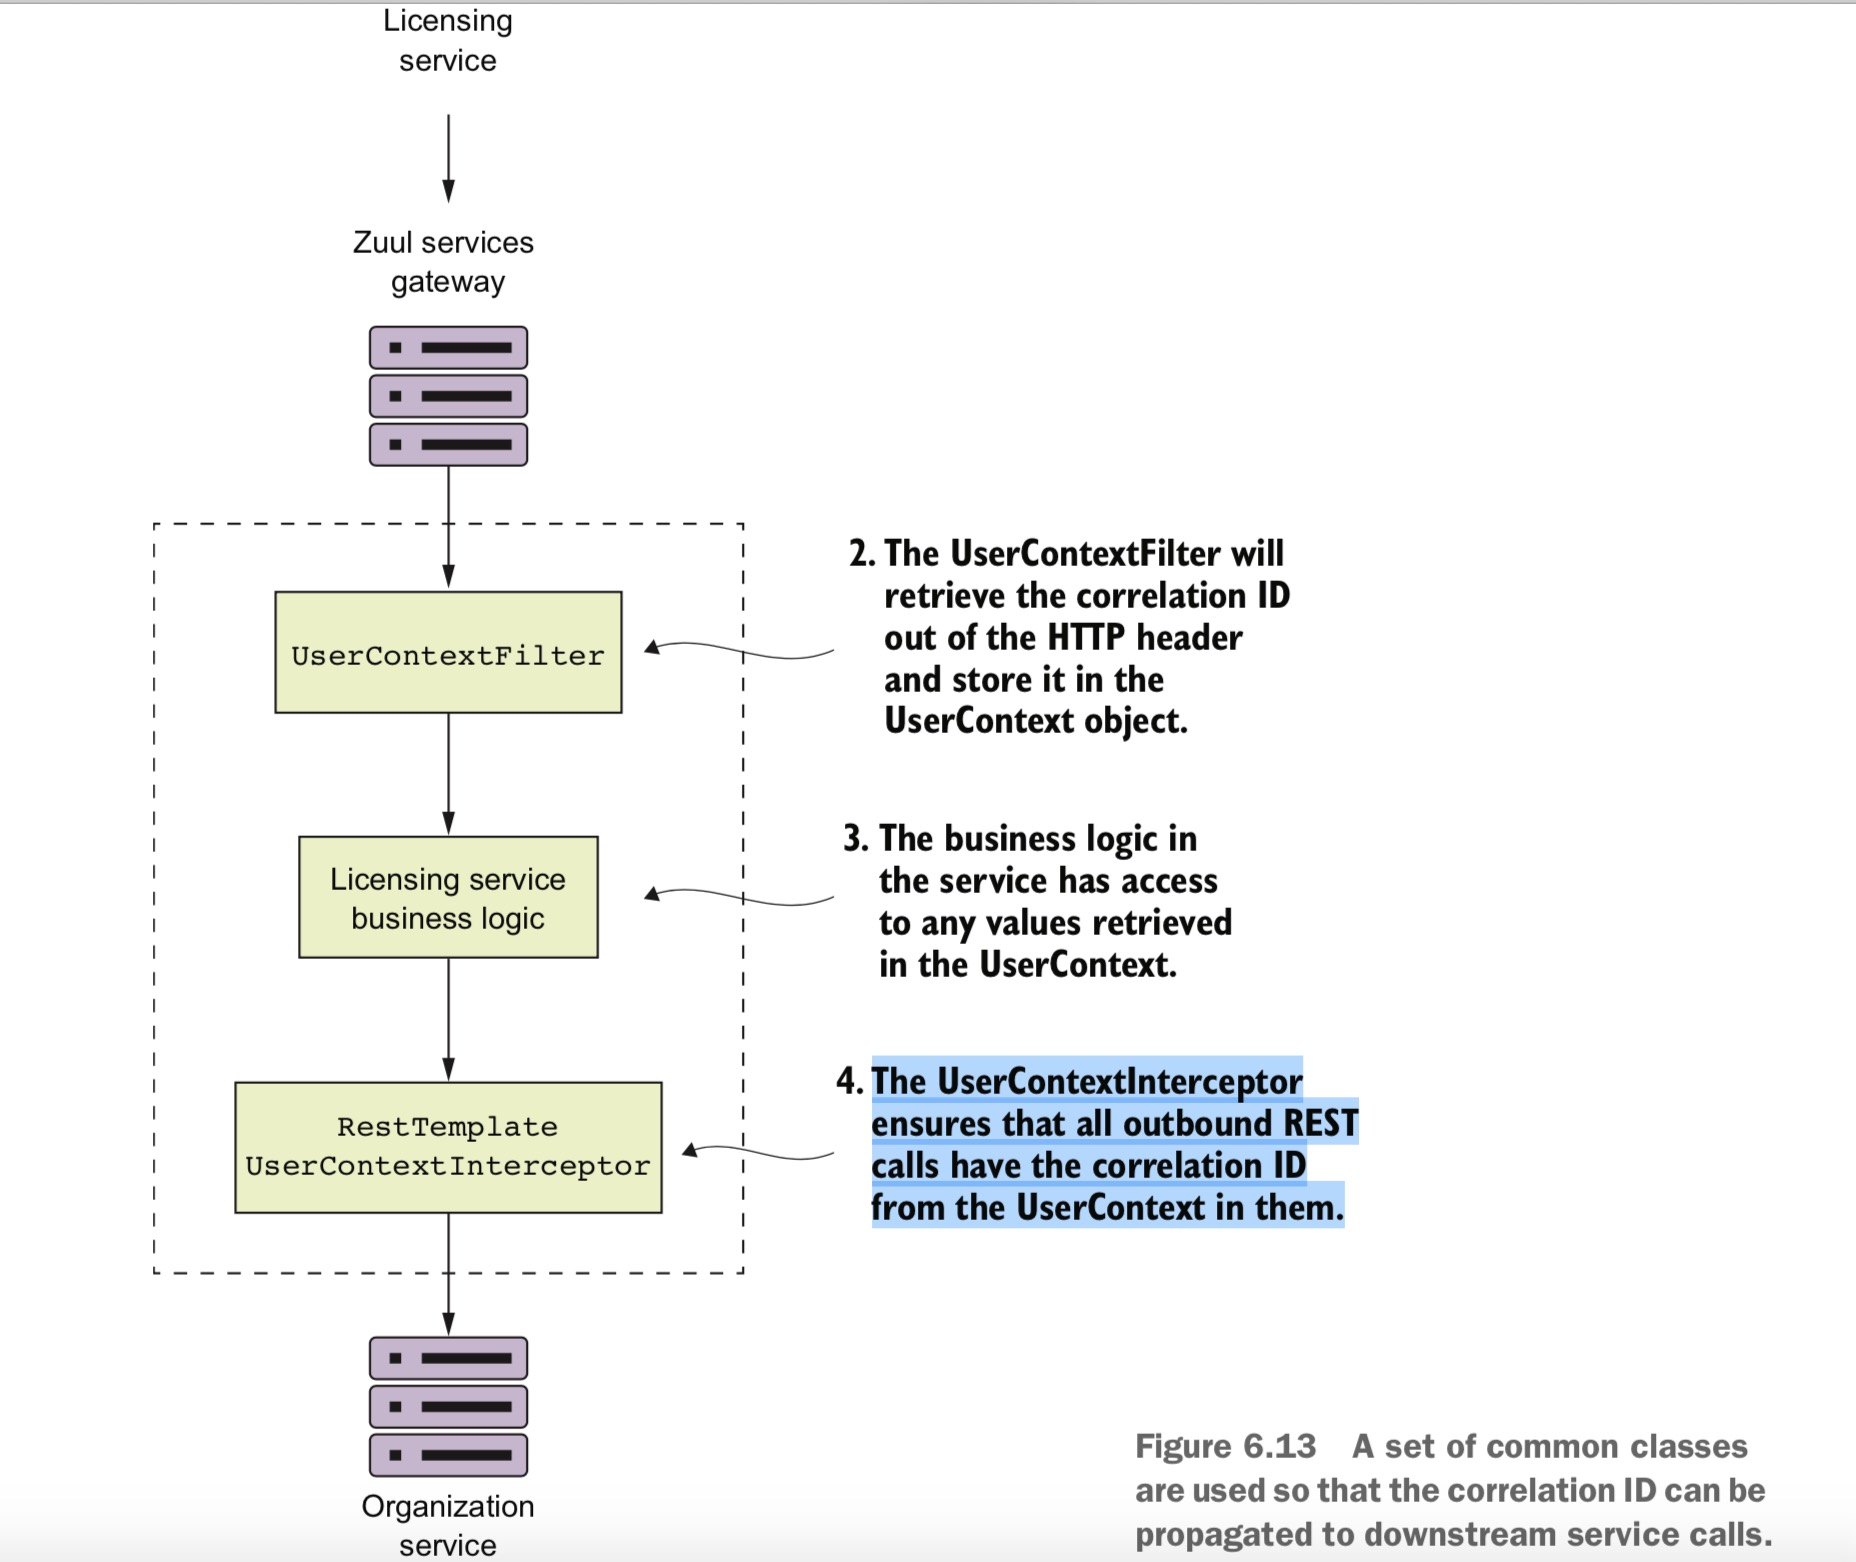 Licensing
service
Zuul services
gateway
UserContextFilter
2. The UserContextFilter will
retrieve the correlation ID
out of the HTTP header
and store it in the
UserContext object.
Licensing service
business logic
3. The business logic in
the service has access
to any values retrieved
in the UserContext.
RestTemplate
UserContextInterceptor
4. The UserContextInterceptor
ensures that all outbound REST
calls have the correlation ID
from the UserContext in them.
Organization
service
Figure 6.13 A set of common classes
are used so that the correlation ID can be
propagated to downstream service calls.